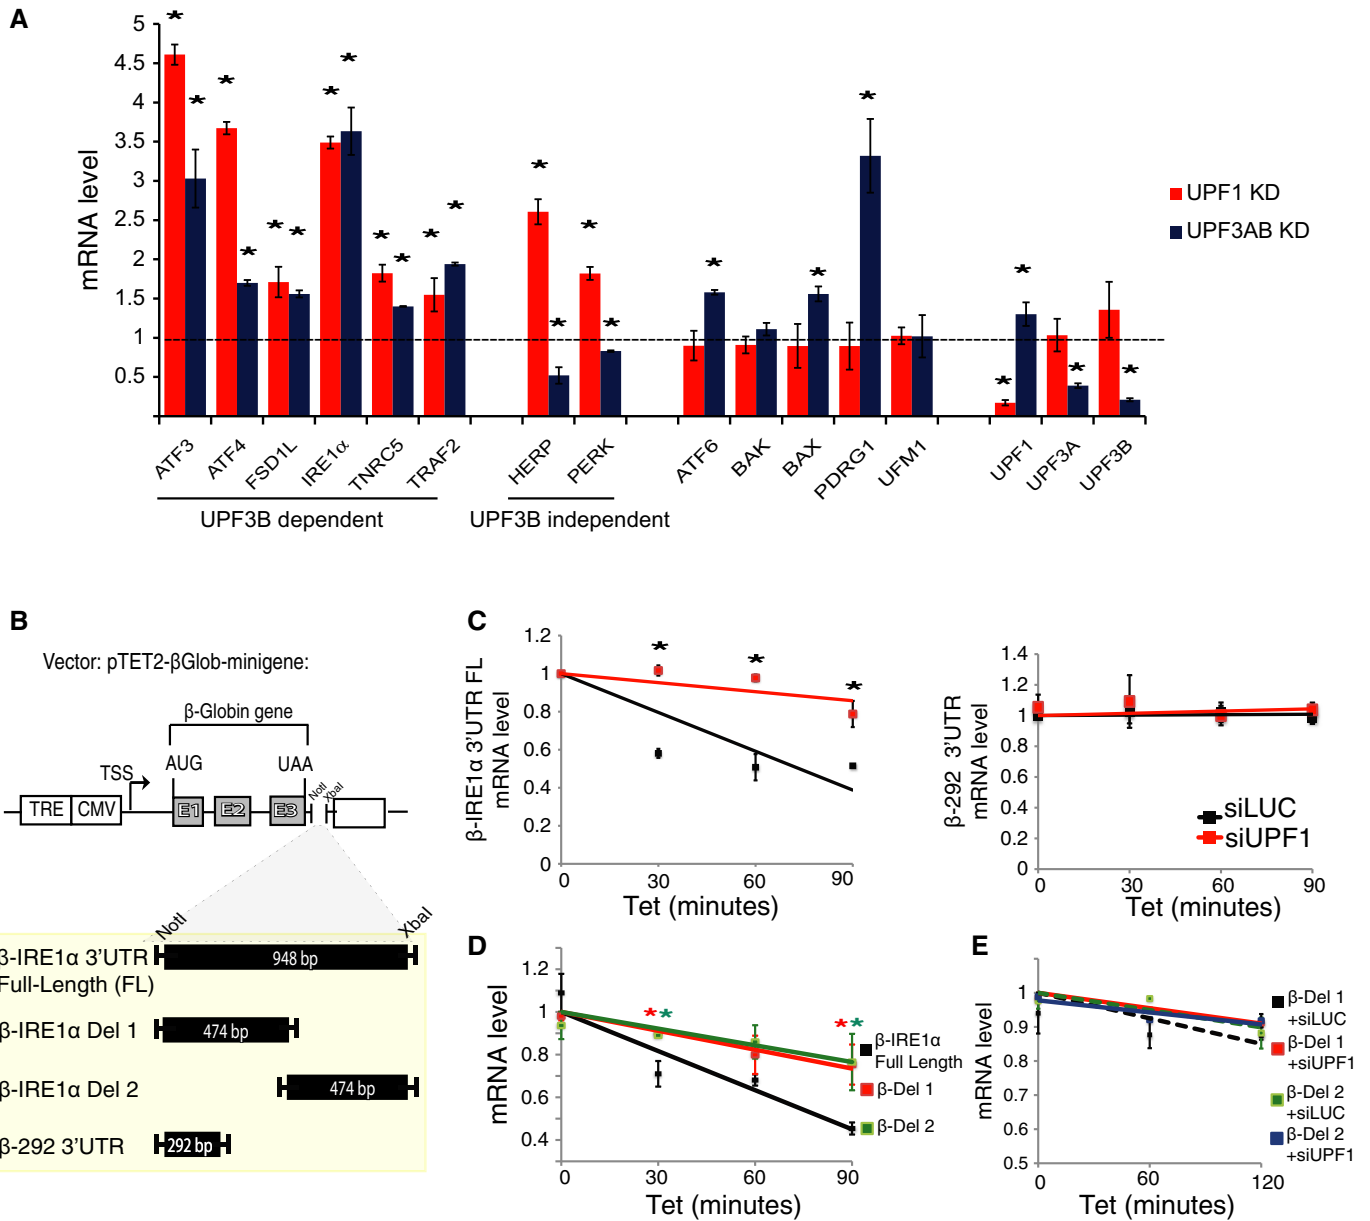 A
5
4.5
4
3.5
3
2.5
2
1.5
1
0.5
mRNA level
UPF1 KD
UPF3AB KD
ATF3
ATF4
FSD1L
IRE1α
TNRC5
TRAF2
HERP
PERK
ATF6
BAK
BAX
PDRG1
UFM1
UPF1
UPF3A
UPF3B
UPF3B dependent
UPF3B independent
B
Vector: pTET2-βGlob-minigene:
β-Globin gene
AUG
UAA
TSS
NotI
XbaI
TRE
CMV
E1
E2
E3
NotI
XbaI
β-IRE1α 3'UTR
Full-Length (FL)
948 bp
β-IRE1α Del 1
474 bp
β-IRE1α Del 2
474 bp
β-292 3'UTR
292 bp
C
β-IRE1α 3'UTR FL
mRNA level
1.2
1
0.8
0.6
0.4
0.2
0
0
30
60
90
Tet (minutes)
β-292 3'UTR
mRNA level
1.4
1.2
1
0.8
0.6
0.4
0.2
0
siLUC
siUPF1
0
30
60
90
Tet (minutes)
D
mRNA level
1.2
1
0.8
0.6
0.4
β-IRE1α
Full Length
β-Del 1
β-Del 2
0
30
60
90
Tet (minutes)
E
mRNA level
1
0.9
0.8
0.7
0.6
0.5
β-Del 1
+siLUC
β-Del 1
+siUPF1
β-Del 2
+siLUC
β-Del 2
+siUPF1
0
60
120
Tet (minutes)